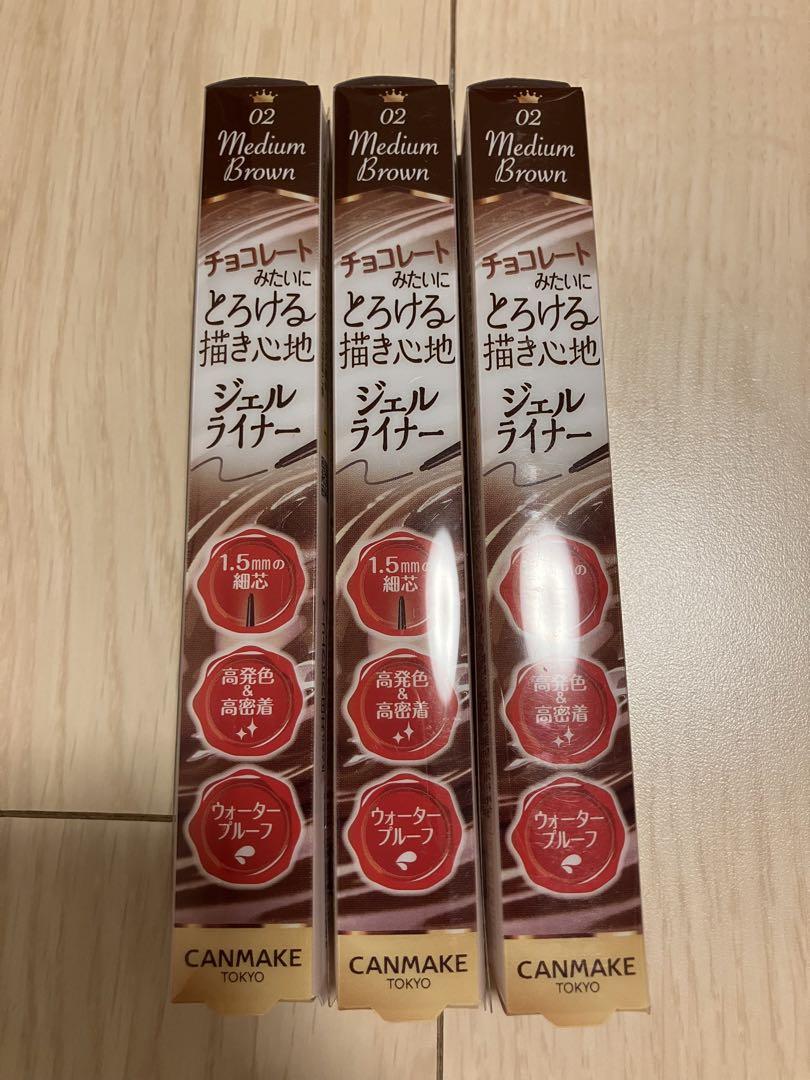 02
Medium
Brown
チョコレート
みたいに
とろける
描き心地
ジェル
ライナー
1.5mmの
細芯
高発色
&
高密着
ウォーター
プルーフ
CANMAKE
TOKYO
02
Medium
Brown
チョコレート
みたいに
とろける
描き心地
ジェル
ライナー
1.5mmの
細芯
高発色
&
高密着
ウォーター
プルーフ
CANMAKE
TOKYO
02
Medium
Brown
チョコレート
みたいに
とろける
描き心地
ジェル
ライナー
の
高発色
&
高密着
ウォーター
プルーフ
CANMAKE
TOKYO